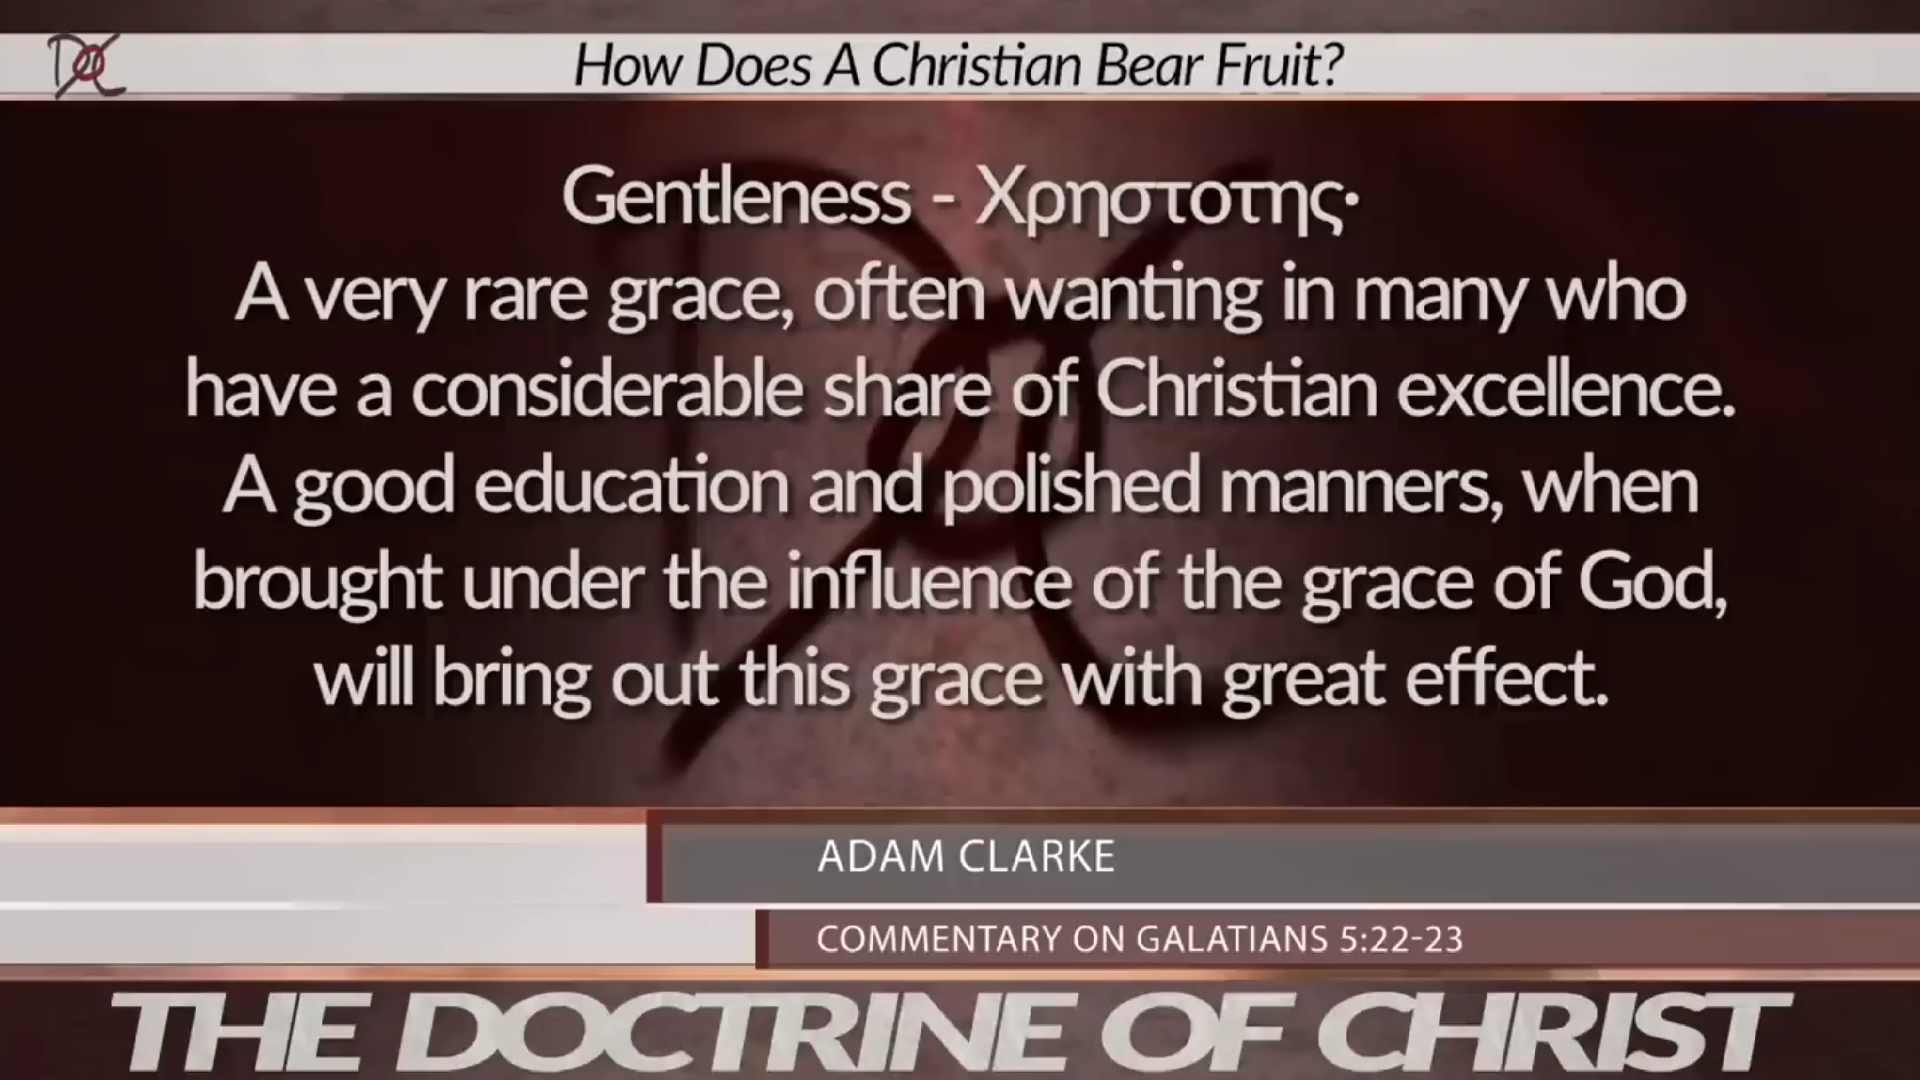 How Does A Christian Bear Fruit?
Gentleness - Χρηστοτης·
A very rare grace, often wanting in many who
have a considerable share of Christian excellence.
A good education and polished manners, when
brought under the influence of the grace of God,
will bring out this grace with great effect.
ADAM CLARKE
COMMENTARY ON GALATIANS 5:22-23
THE DOCTRINE OF CHRIST